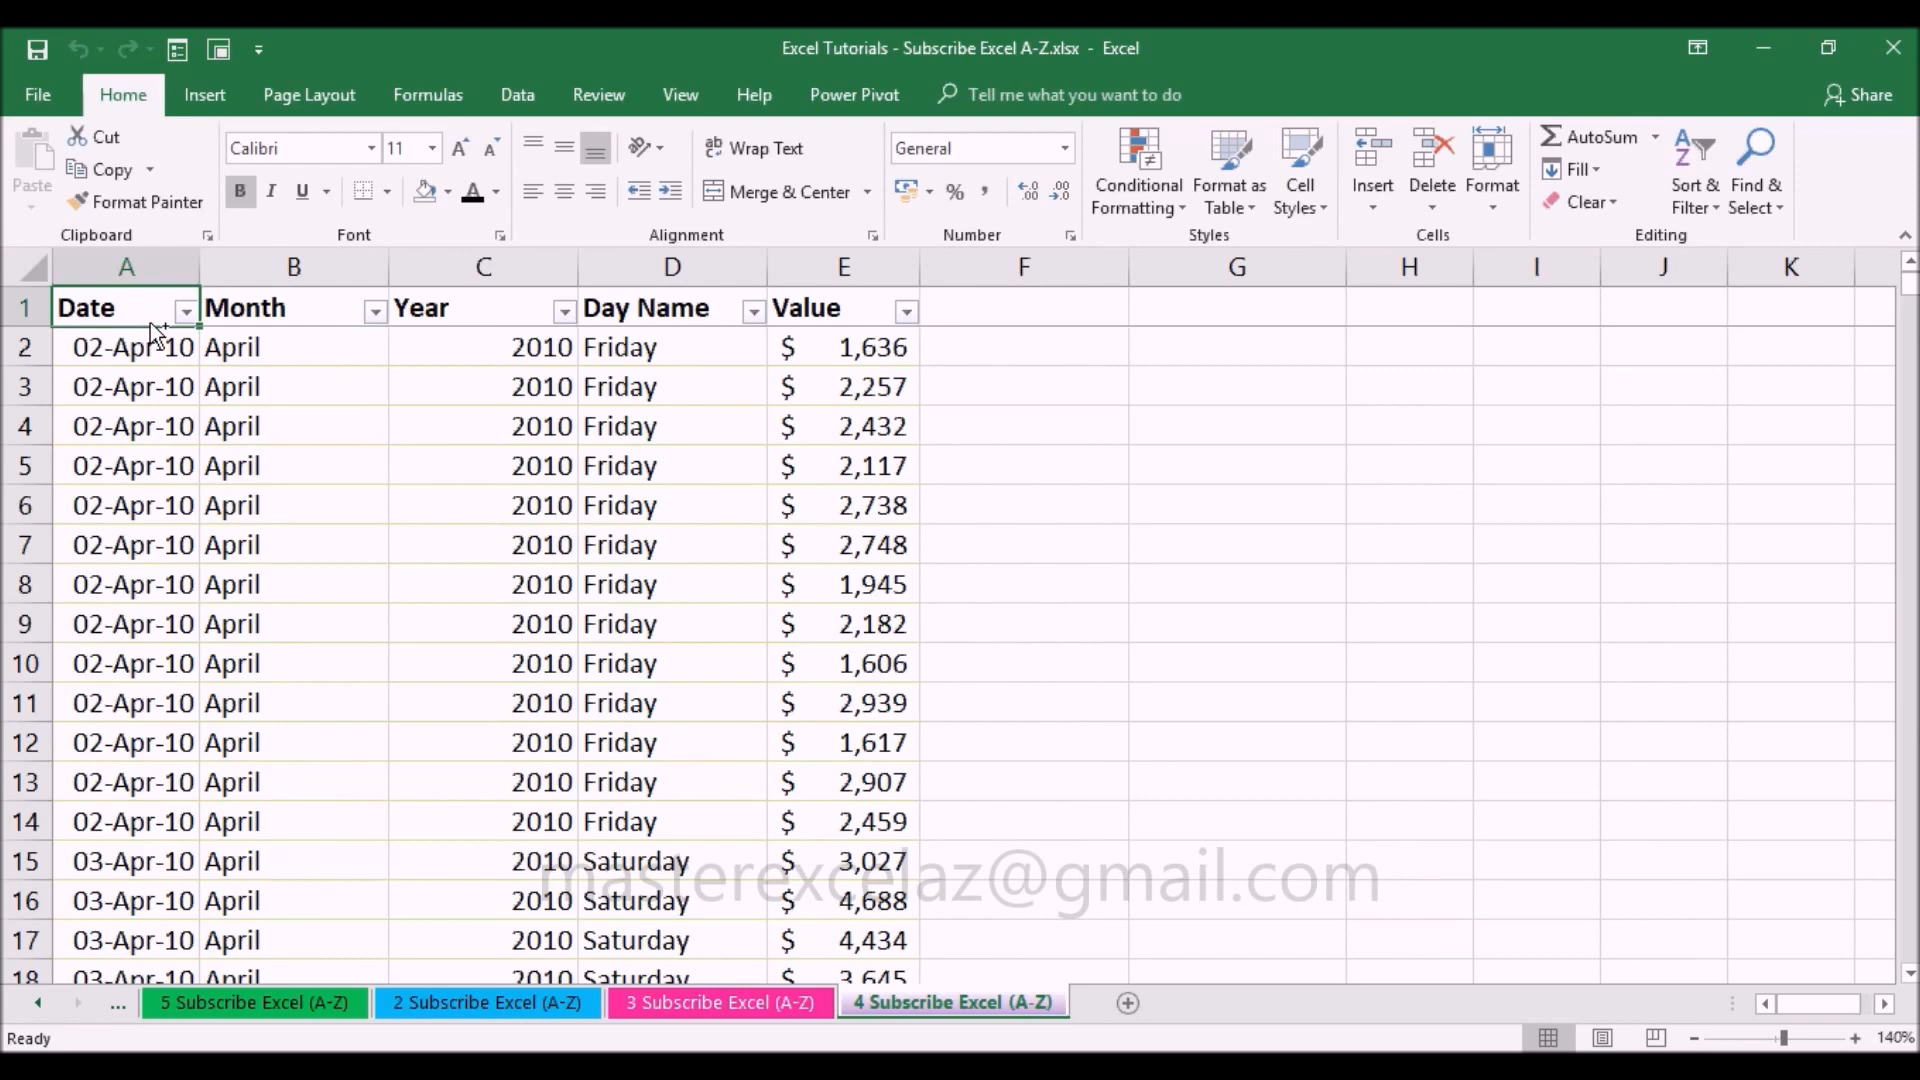 Excel Tutorials - Subscribe Excel A-Z.xlsx - Excel
File Home Insert Page Layout Formulas Data Review View Help Power Pivot Tell me what you want to do Share
Paste
Cut
Copy
Format Painter
Calibri 11
B I U A
Wrap Text
Merge & Center
General
% ,
Conditional Formatting
Format as Table
Cell Styles
Insert
Delete
Format
AutoSum
Fill
Clear
Sort & Filter
Find & Select
Clipboard Font Alignment Number Styles Cells Editing
A B C D E F G H I J K
1 Date Month Year Day Name Value
2 02-Apr-10 April 2010 Friday $ 1,636
3 02-Apr-10 April 2010 Friday $ 2,257
4 02-Apr-10 April 2010 Friday $ 2,432
5 02-Apr-10 April 2010 Friday $ 2,117
6 02-Apr-10 April 2010 Friday $ 2,738
7 02-Apr-10 April 2010 Friday $ 2,748
8 02-Apr-10 April 2010 Friday $ 1,945
9 02-Apr-10 April 2010 Friday $ 2,182
10 02-Apr-10 April 2010 Friday $ 1,606
11 02-Apr-10 April 2010 Friday $ 2,939
12 02-Apr-10 April 2010 Friday $ 1,617
13 02-Apr-10 April 2010 Friday $ 2,907
14 02-Apr-10 April 2010 Friday $ 2,459
15 03-Apr-10 April 2010 Saturday $ 3,027
masterexcelaz@gmail.com
16 03-Apr-10 April 2010 Saturday $ 4,688
17 03-Apr-10 April 2010 Saturday $ 4,434
18 03-Apr-10 April 2010 Saturday $ 3,645
... 5 Subscribe Excel (A-Z) 2 Subscribe Excel (A-Z) 3 Subscribe Excel (A-Z) 4 Subscribe Excel (A-Z)
Ready 140%